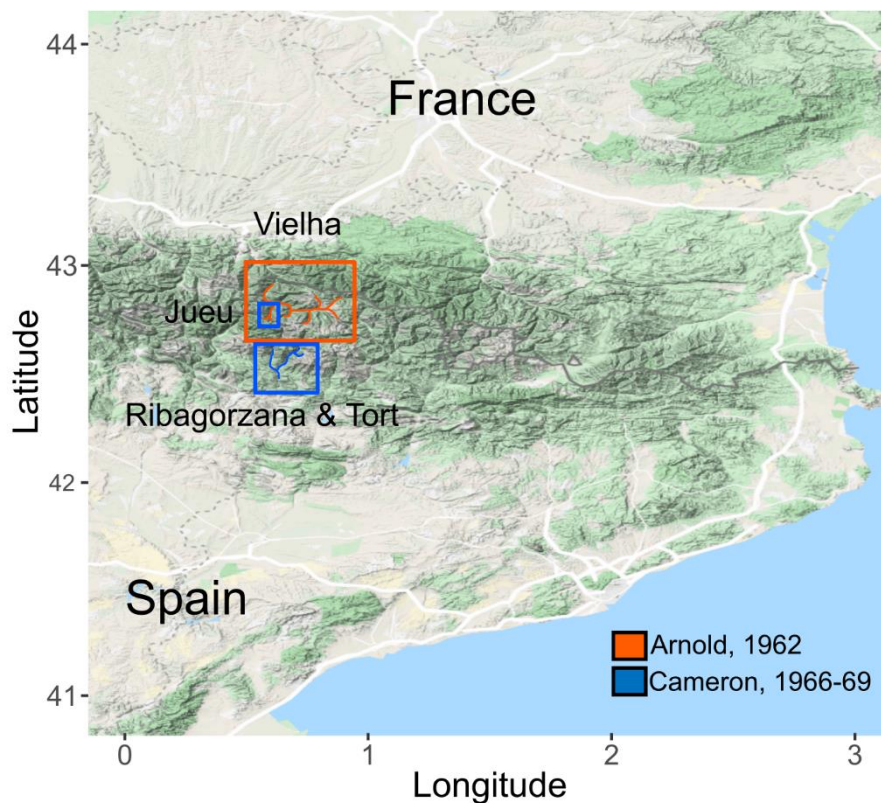 44
France
Vielha
43
Jueu
Latitude
Ribagorzana & Tort
42
Spain
Arnold, 1962
Cameron, 1966-69
41
0
1
2
3
Longitude